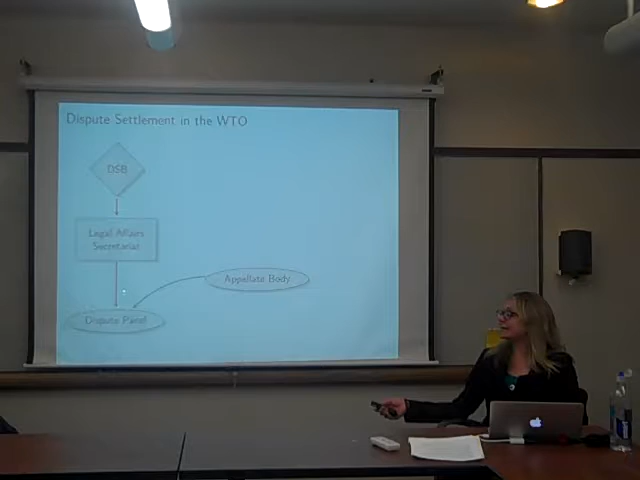 Dispute Settlement in the WTO
DSB
Legal Affairs
Secretariat
Appellate Body
Dispute Panel